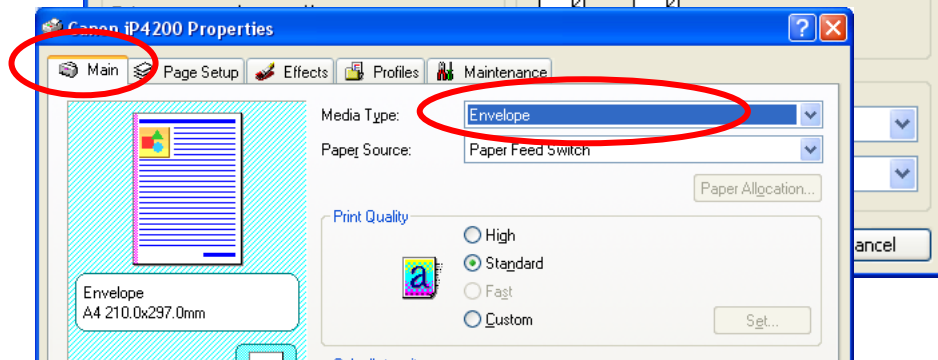 Canon iP4200 Properties
Main Page Setup Effects Profiles Maintenance
Media Type: Envelope
Paper Source: Paper Feed Switch
Paper Allocation...
Print Quality
High
a Standard
Fast
Custom Set...
Envelope
A4 210.0x297.0mm
ancel